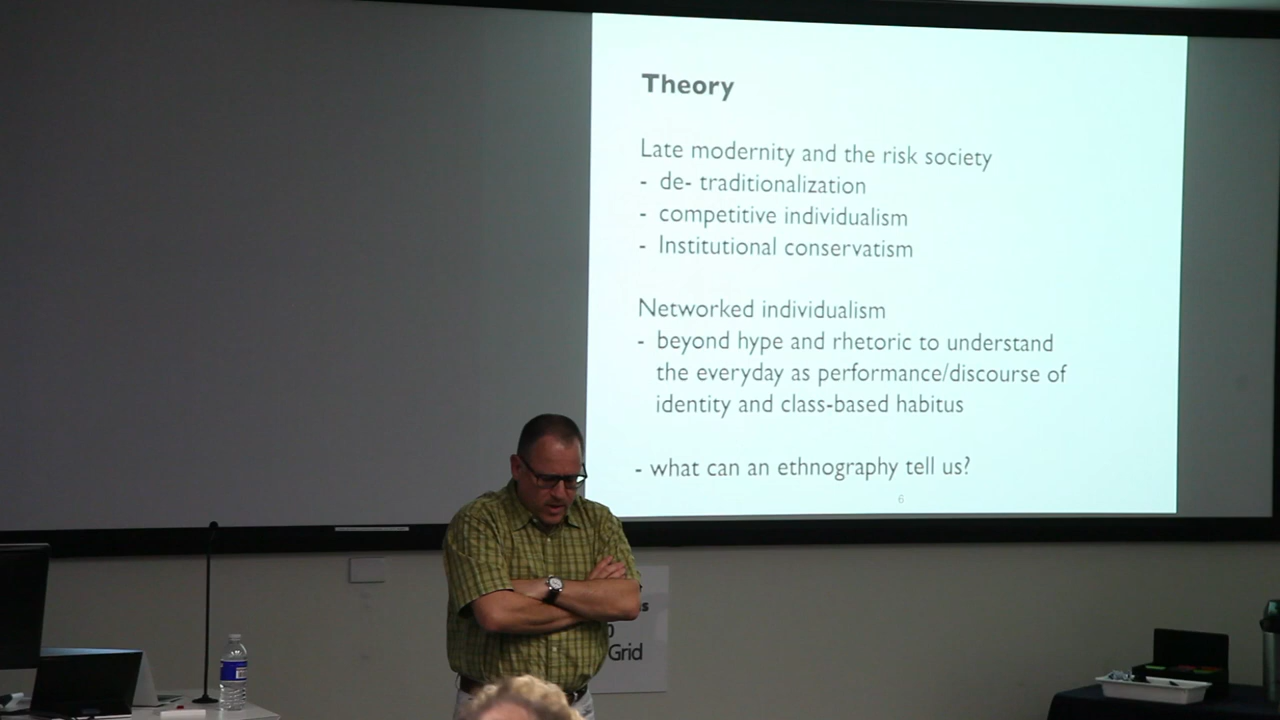 Theory
Late modernity and the risk society
- de- traditionalization
- competitive individualism
- Institutional conservatism
Networked individualism
- beyond hype and rhetoric to understand
the everyday as performance/discourse of
identity and class-based habitus
- what can an ethnography tell us?
6
Grid